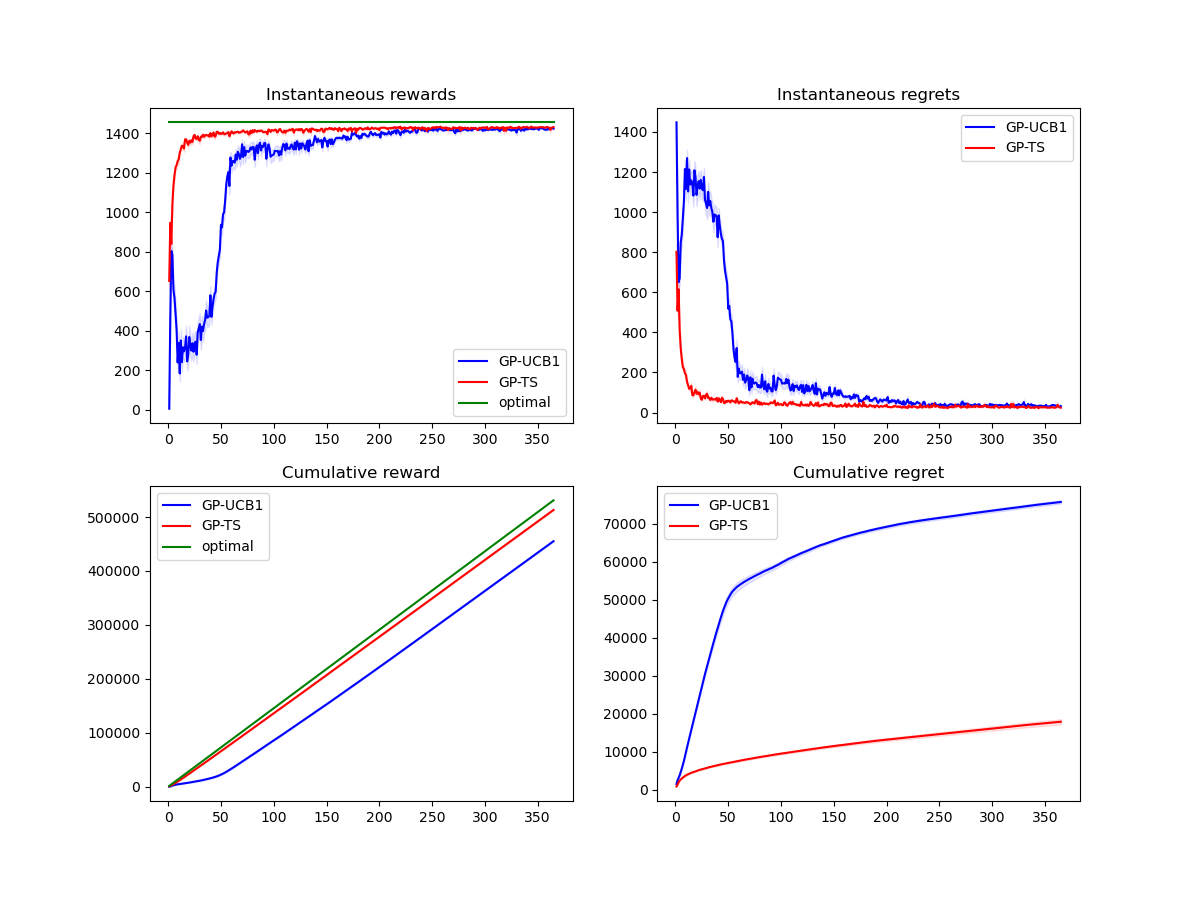 Instantaneous rewards
1400
1200
1000
800
600
400
200
0
0 50 100 150 200 250 300 350
GP-UCB1
GP-TS
optimal
Instantaneous regrets
1400
1200
1000
800
600
400
200
0
0 50 100 150 200 250 300 350
GP-UCB1
GP-TS
Cumulative reward
500000
400000
300000
200000
100000
0
0 50 100 150 200 250 300 350
GP-UCB1
GP-TS
optimal
Cumulative regret
70000
60000
50000
40000
30000
20000
10000
0
0 50 100 150 200 250 300 350
GP-UCB1
GP-TS